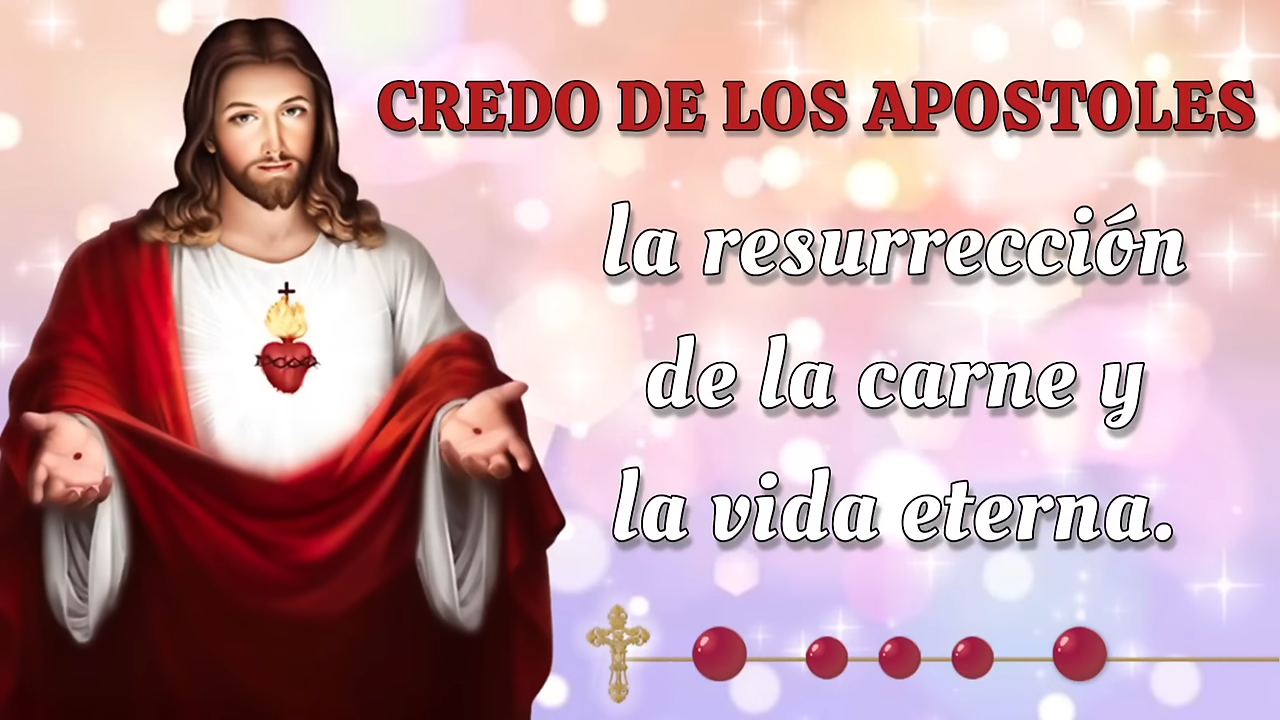 CREDO DE LOS APOSTOLES
la resurrección
de la carne y
la vida eterna.